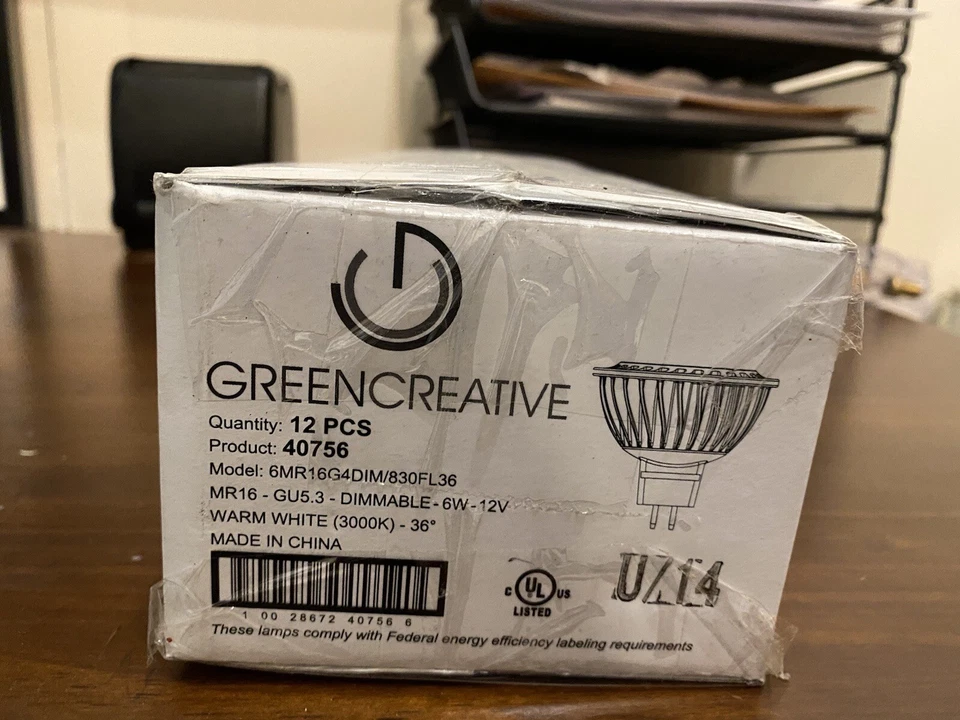 GREENCREATIVE
Quantity: 12 PCS
Product: 40756
Model: 6MR16G4DIM/830FL36
MR16 - GU5.3 - DIMMABLE - 6W - 12V
WARM WHITE (3000K) - 36°
MADE IN CHINA
1 00 28672 40756 6
C UL US
LISTED
UX14
These lamps comply with Federal energy efficiency labeling requirements